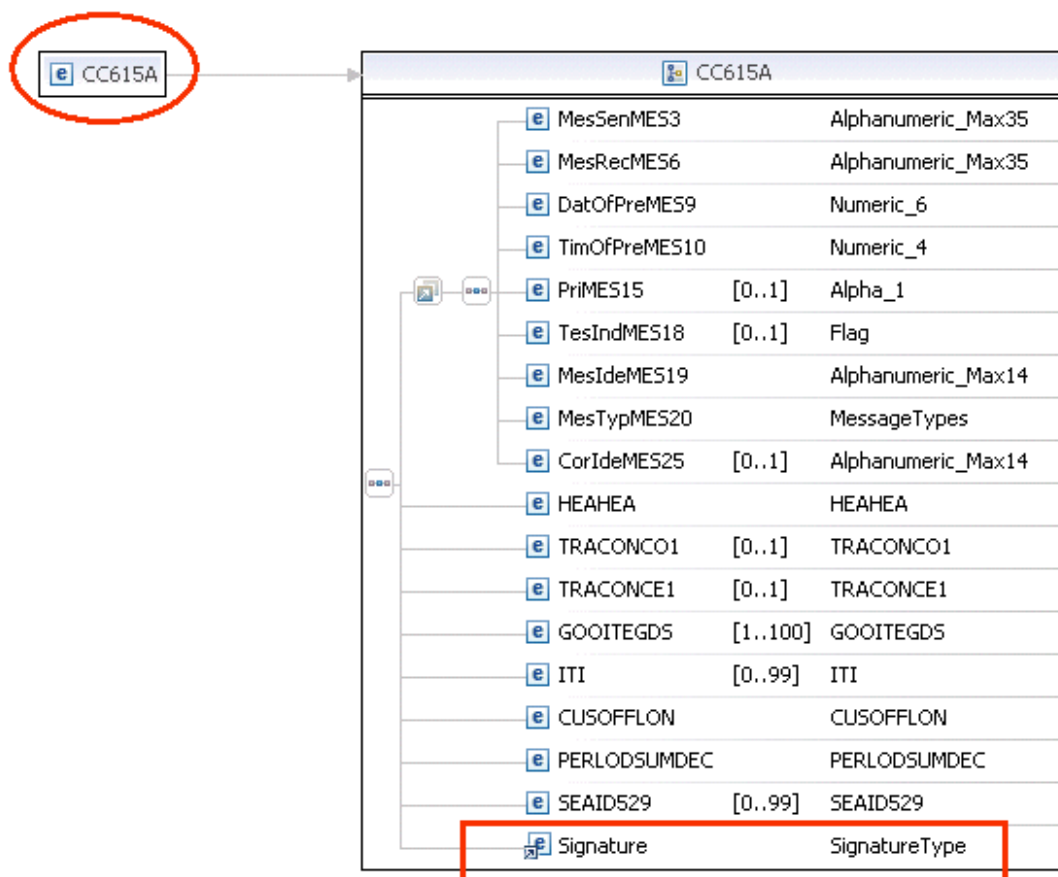 e CC615A
CC615A
e MesSenMES3 Alphanumeric_Max35
e MesRecMES6 Alphanumeric_Max35
e DatOfPreMES9 Numeric_6
e TimOfPreMES10 Numeric_4
e PriMES15 [0..1] Alpha_1
e TesIndMES18 [0..1] Flag
e MesIdeMES19 Alphanumeric_Max14
e MesTypMES20 MessageTypes
e CorIdeMES25 [0..1] Alphanumeric_Max14
e HEAHEA HEAHEA
e TRACONCO1 [0..1] TRACONCO1
e TRACONCE1 [0..1] TRACONCE1
e GOOITEGDS [1..100] GOOITEGDS
e ITI [0..99] ITI
e CUSOFFLON CUSOFFLON
e PERLODSUMDEC PERLODSUMDEC
e SEAID529 [0..99] SEAID529
e Signature SignatureType